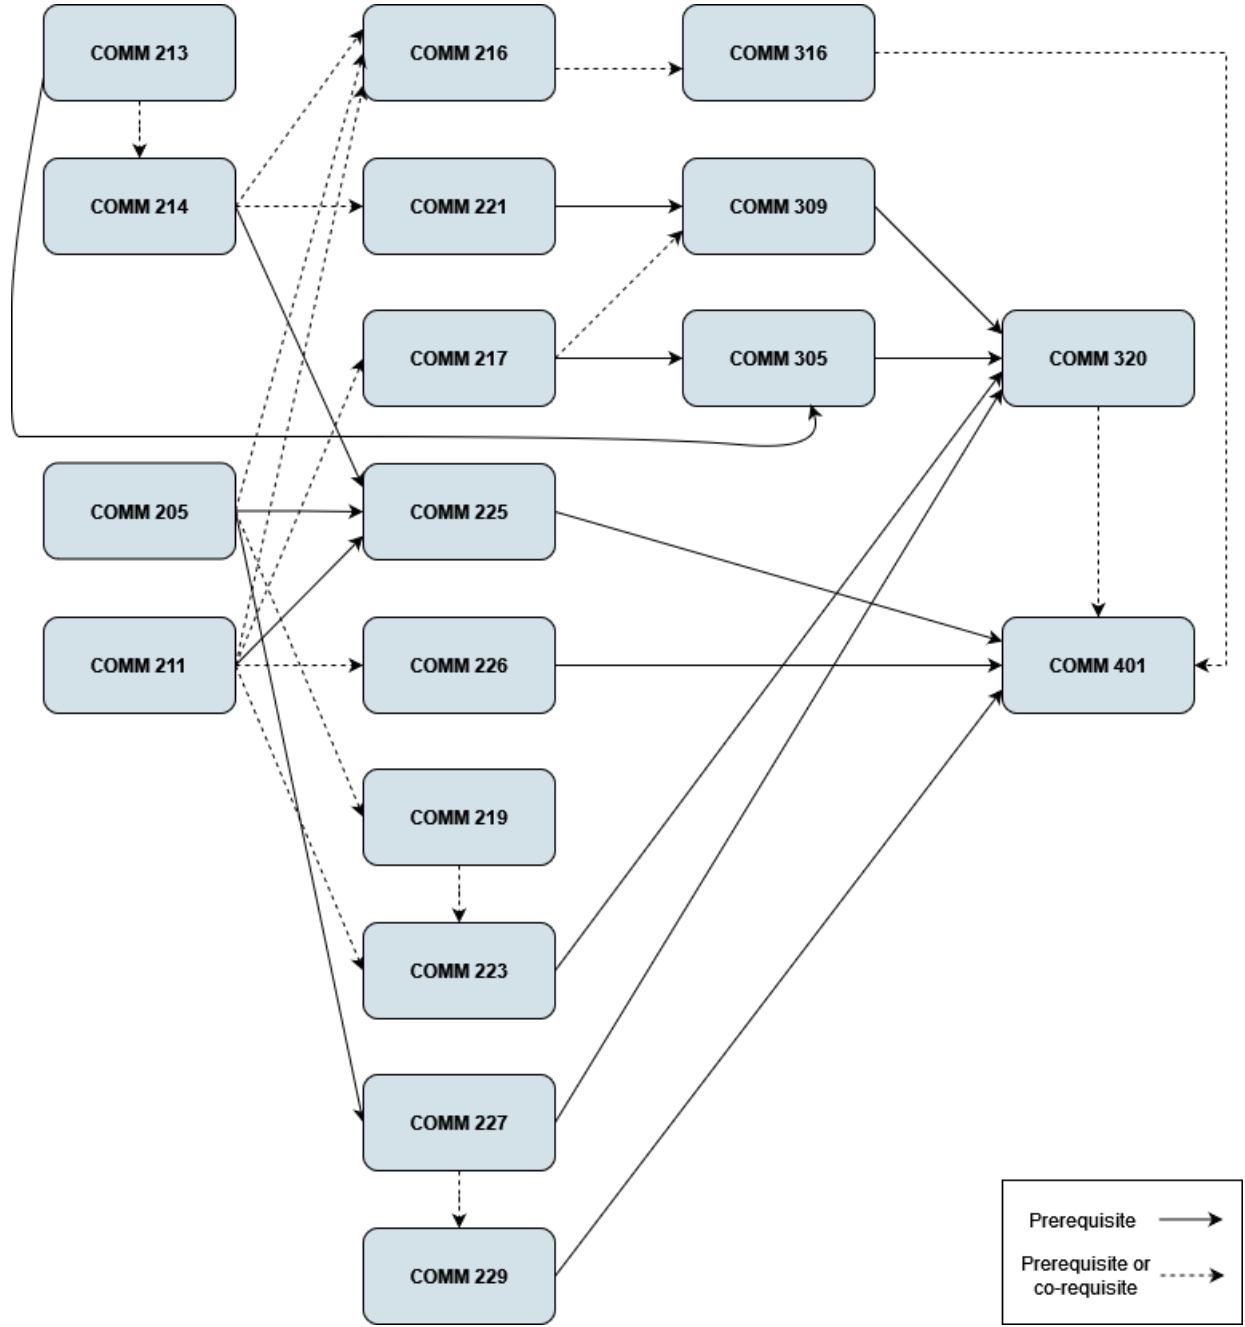 COMM 213
COMM 216
COMM 316
COMM 214
COMM 221
COMM 309
COMM 217
COMM 305
COMM 320
COMM 205
COMM 225
COMM 211
COMM 226
COMM 401
COMM 219
COMM 223
COMM 227
COMM 229
Prerequisite
Prerequisite or
co-requisite